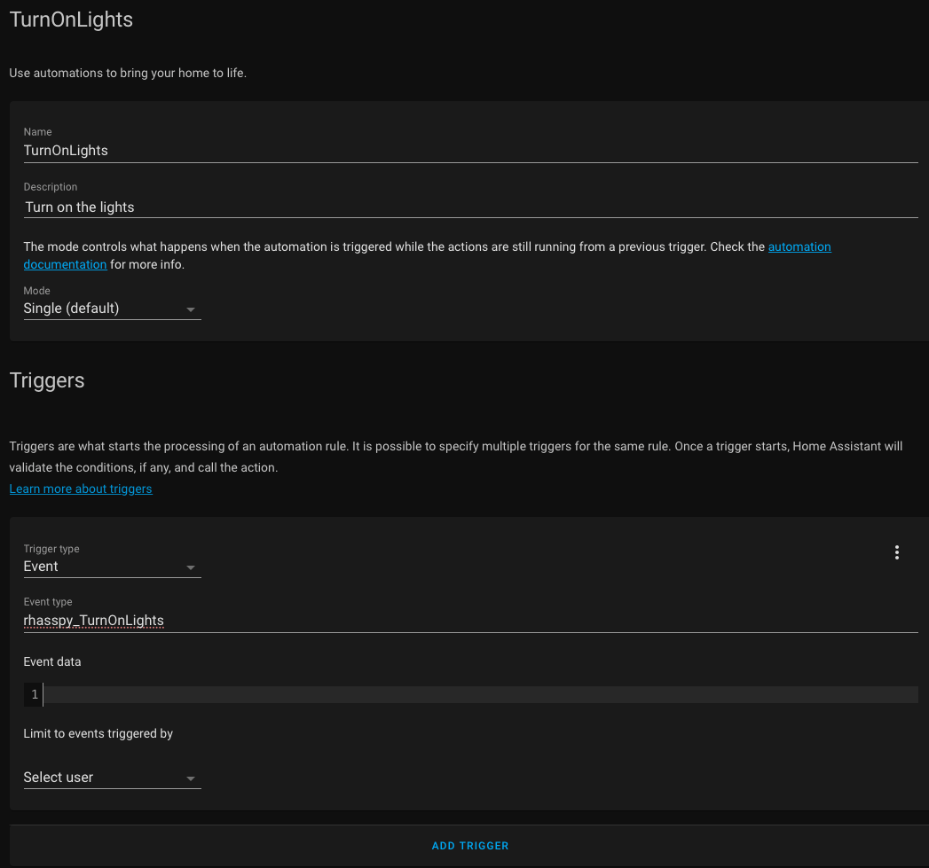 TurnOnLights
Use automations to bring your home to life.
Name
TurnOnLights
Description
Turn on the lights
The mode controls what happens when the automation is triggered while the actions are still running from a previous trigger. Check the automation
documentation for more info.
Mode
Single (default)
Triggers
Triggers are what starts the processing of an automation rule. It is possible to specify multiple triggers for the same rule. Once a trigger starts, Home Assistant will
validate the conditions, if any, and call the action.
Learn more about triggers
Trigger type
Event
Event type
rhasspy_TurnOnLights
Event data
1
Limit to events triggered by
Select user
ADD TRIGGER